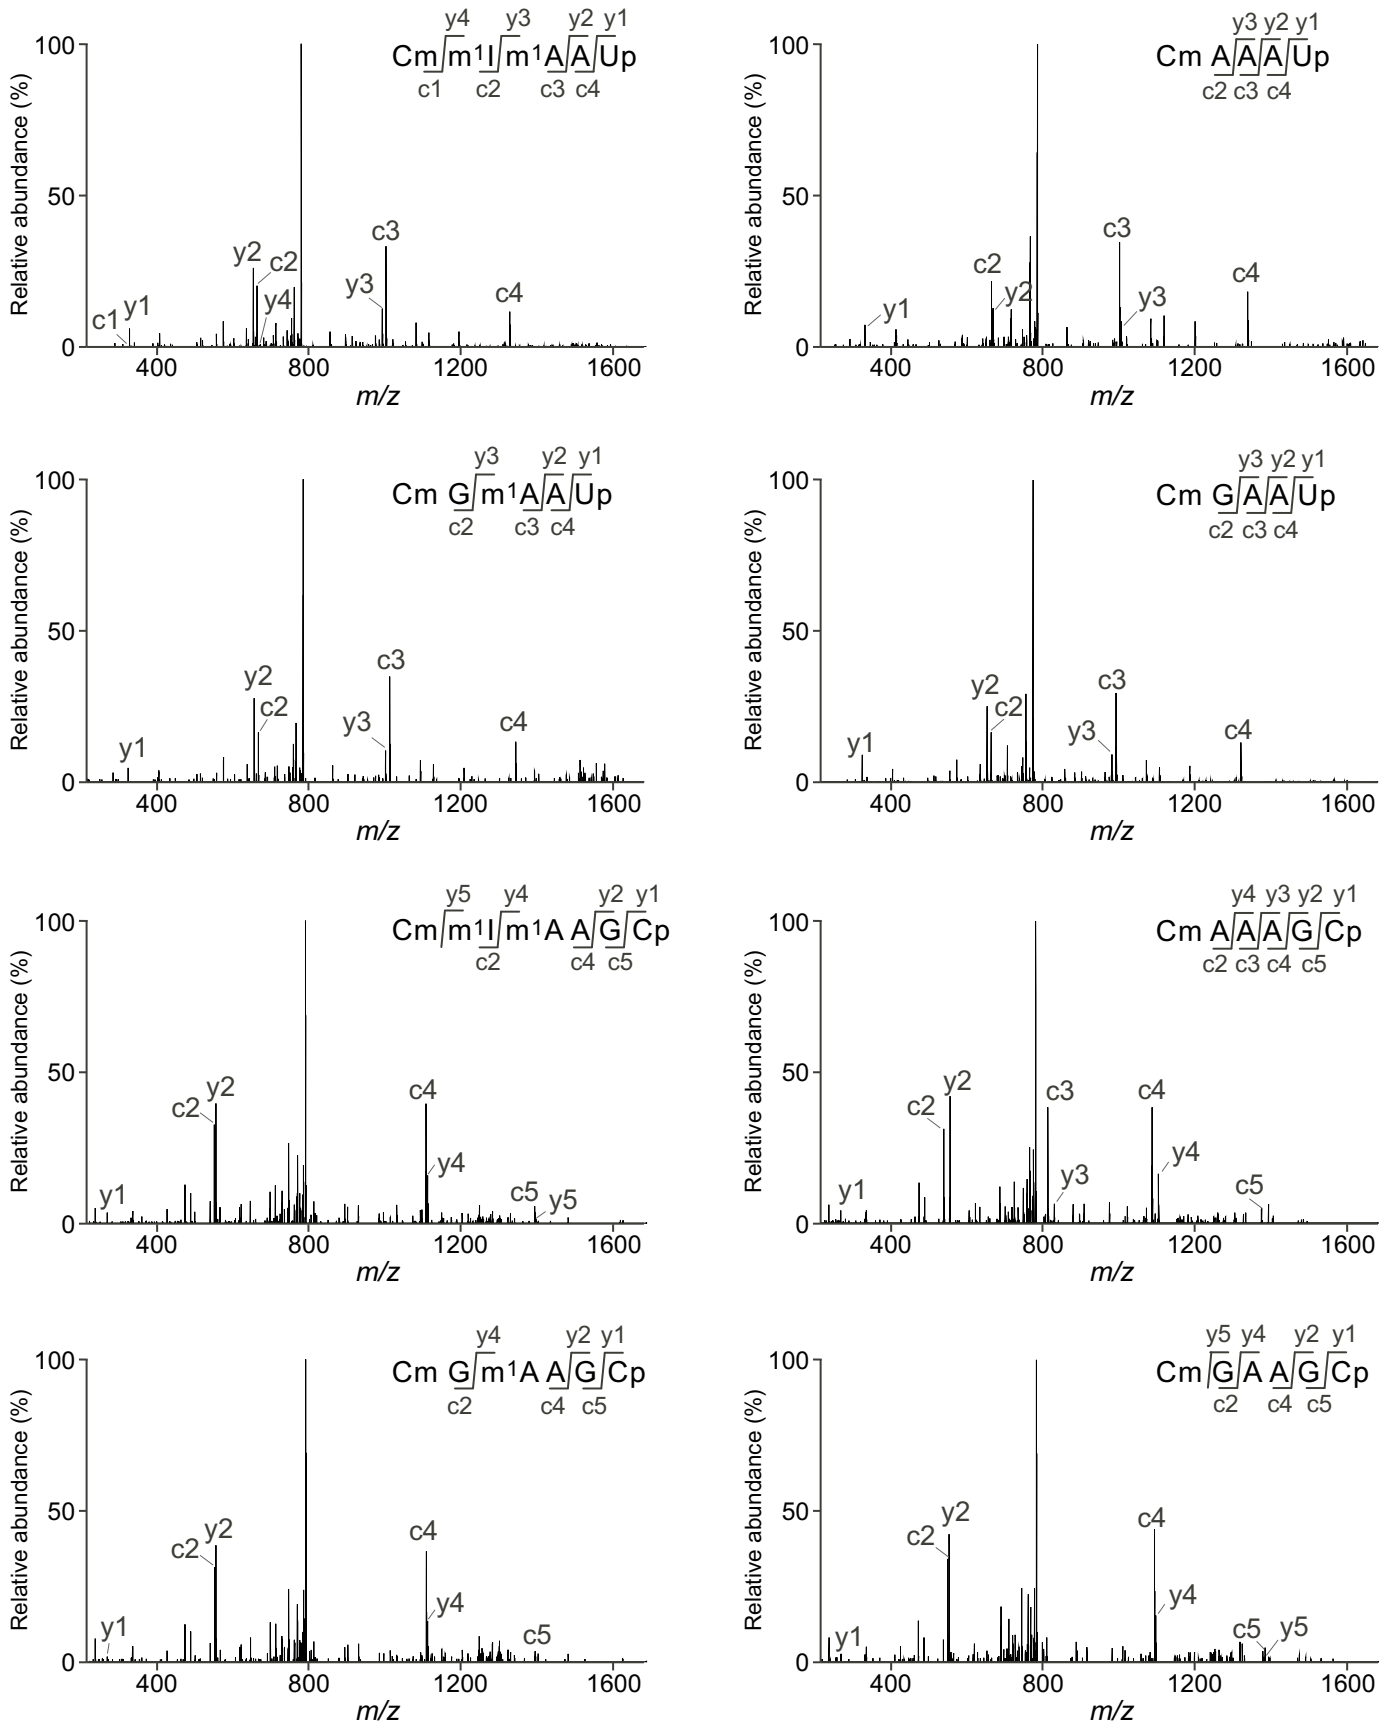 y4 y3 y2 y1
Cm m¹I m¹A A Up
c1 c2 c3 c4
Relative abundance (%)
100
50
0
c1 y1 y2 c2 y4 y3 c3 c4
400 800 1200 1600
m/z
y3 y2 y1
Cm A A A Up
c2 c3 c4
Relative abundance (%)
100
50
0
y1 c2 y2 c3 y3 c4
400 800 1200 1600
m/z
y3 y2 y1
Cm G m¹A A Up
c2 c3 c4
Relative abundance (%)
100
50
0
y1 y2 c2 y3 c3 c4
400 800 1200 1600
m/z
y3 y2 y1
Cm G A A Up
c2 c3 c4
Relative abundance (%)
100
50
0
y1 y2 c2 y3 c3 c4
400 800 1200 1600
m/z
y5 y4 y2 y1
Cm m¹I m¹A A G Cp
c2 c4 c5
Relative abundance (%)
100
50
0
y1 c2 y2 c4 y4 c5 y5
400 800 1200 1600
m/z
y4 y3 y2 y1
Cm A A A G Cp
c2 c3 c4 c5
Relative abundance (%)
100
50
0
y1 c2 y2 c3 y3 c4 y4 c5
400 800 1200 1600
m/z
y4 y2 y1
Cm G m¹A A G Cp
c2 c4 c5
Relative abundance (%)
100
50
0
y1 c2 y2 c4 y4 c5
400 800 1200 1600
m/z
y5 y4 y2 y1
Cm G A A G Cp
c2 c4 c5
Relative abundance (%)
100
50
0
y1 c2 y2 c4 y4 c5 y5
400 800 1200 1600
m/z